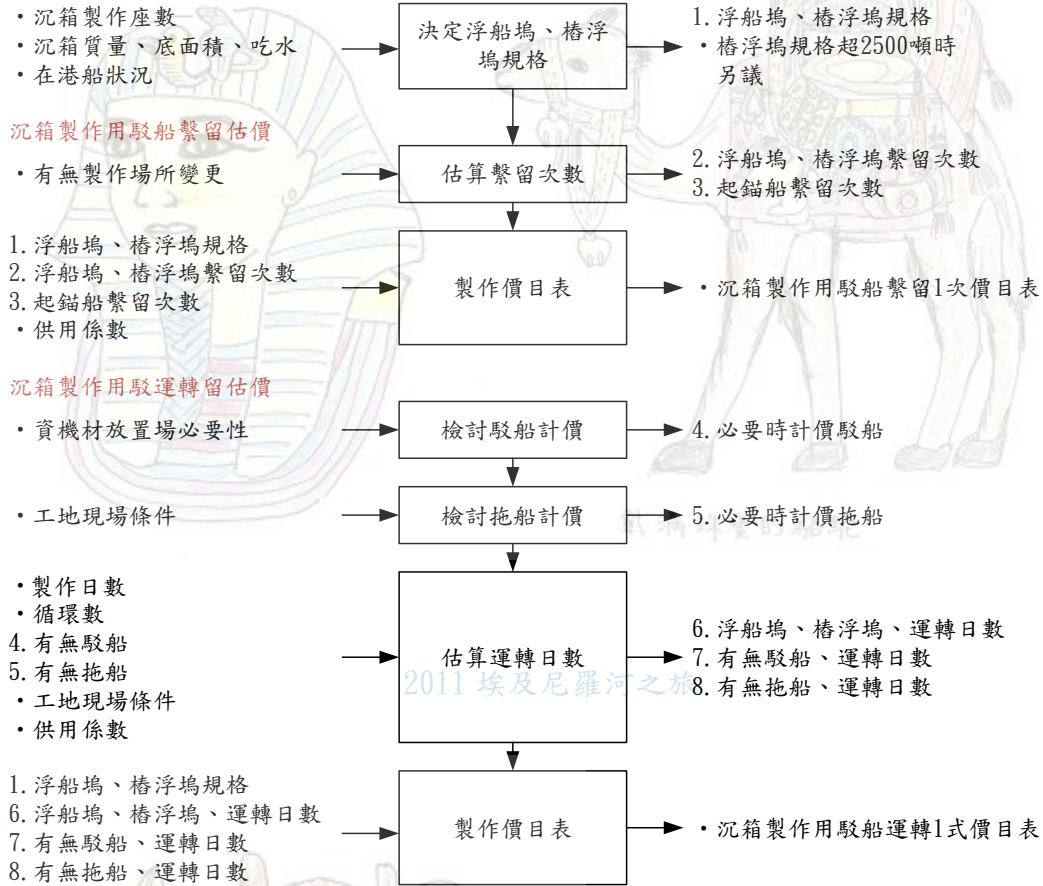 ・沉箱製作座數
・沉箱質量、底面積、吃水
・在港船狀況
決定浮船塢、樁浮
塢規格
1.浮船塢、樁浮塢規格
・樁浮塢規格超2500噸時
另議
沉箱製作用駁船繫留估價
・有無製作場所變更
估算繫留次數
2.浮船塢、樁浮塢繫留次數
3.起錨船繫留次數
1.浮船塢、樁浮塢規格
2.浮船塢、樁浮塢繫留次數
3.起錨船繫留次數
・供用係數
製作價目表
・沉箱製作用駁船繫留1次價目表
沉箱製作用駁運轉留估價
・資機材放置場必要性
檢討駁船計價
4.必要時計價駁船
・工地現場條件
檢討拖船計價
5.必要時計價拖船
・製作日數
・循環數
4.有無駁船
5.有無拖船
・工地現場條件
・供用係數
估算運轉日數
2011 埃及尼羅河之旅
6.浮船塢、樁浮塢、運轉日數
7.有無駁船、運轉日數
8.有無拖船、運轉日數
1.浮船塢、樁浮塢規格
6.浮船塢、樁浮塢、運轉日數
7.有無駁船、運轉日數
8.有無拖船、運轉日數
製作價目表
・沉箱製作用駁船運轉1式價目表